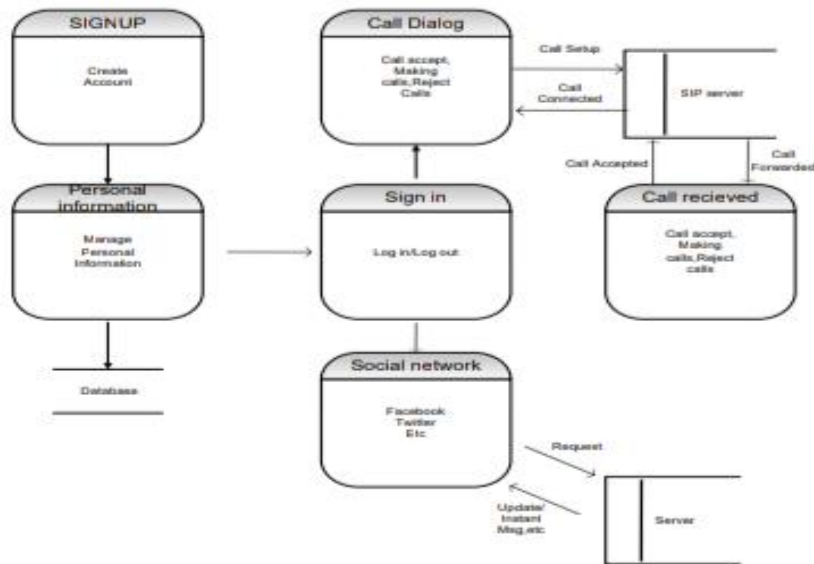 SIGNUP
Create
Account
Call Dialog
Call accept,
Making
calls,Reject
Calls
Call Setup
Call
Connected
SIP server
Call Accepted
Call
Forwarded
Personal
information
Manage
Personal
Information
Sign in
Log in/Log out
Call recieved
Call accept,
Making
calls,Reject
calls
Database
Social network
Facebook
Twitter
Etc
Request
Update/
Instant
Msg,etc
Server